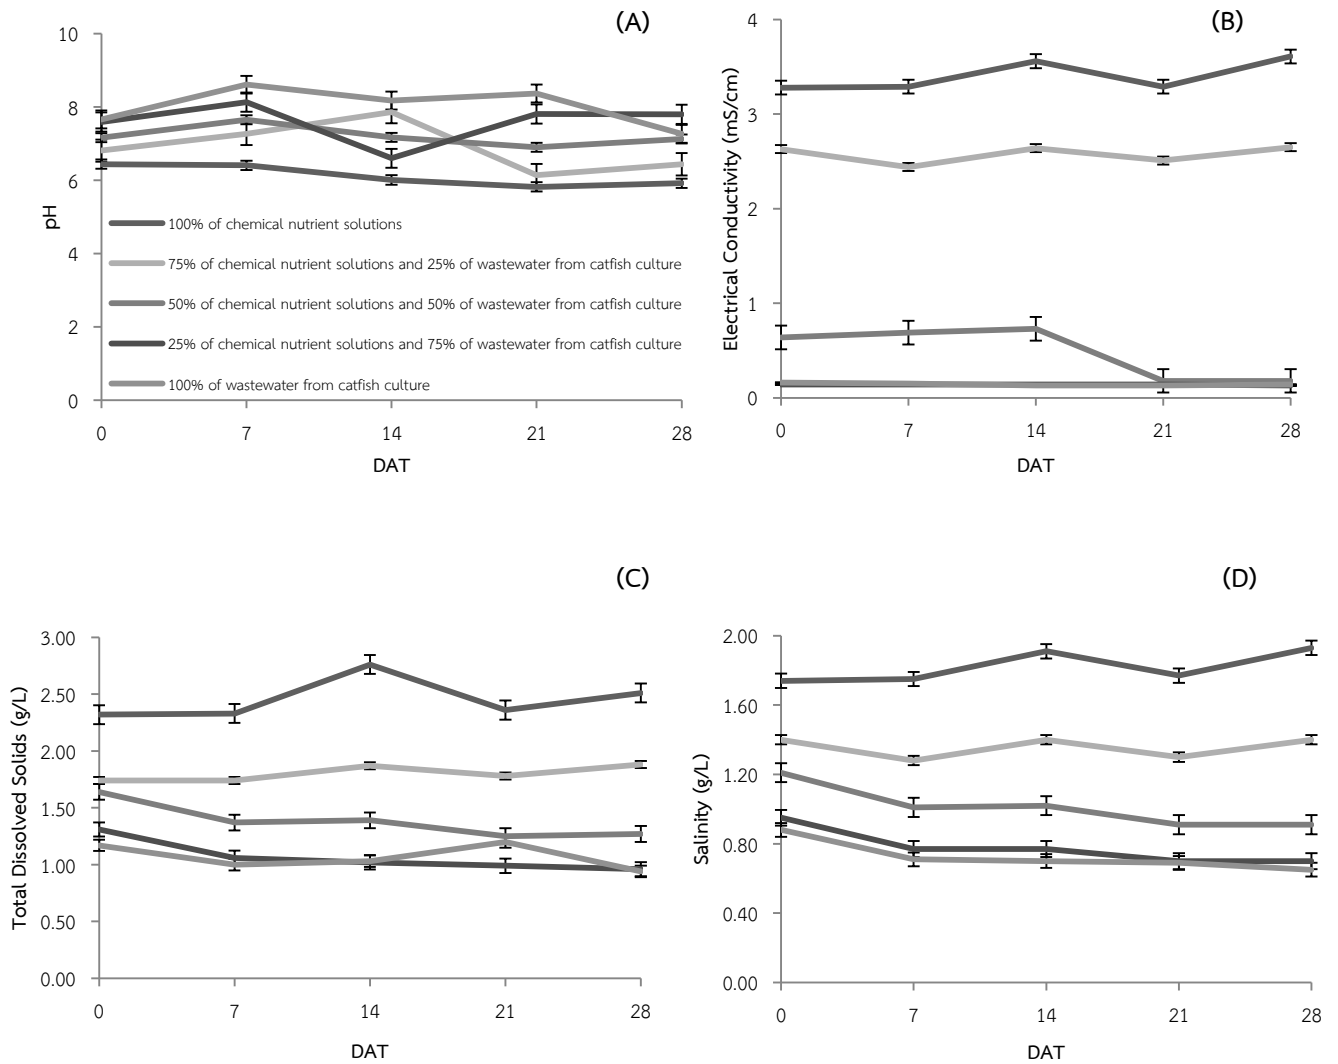 (A)
10
8
6
4
2
0
pH
100% of chemical nutrient solutions
75% of chemical nutrient solutions and 25% of wastewater from catfish culture
50% of chemical nutrient solutions and 50% of wastewater from catfish culture
25% of chemical nutrient solutions and 75% of wastewater from catfish culture
100% of wastewater from catfish culture
0 7 14 21 28
DAT
(B)
4
3
2
1
0
Electrical Conductivity (mS/cm)
0 7 14 21 28
DAT
(C)
3.00
2.50
2.00
1.50
1.00
0.50
0.00
Total Dissolved Solids (g/L)
0 7 14 21 28
DAT
(D)
2.00
1.60
1.20
0.80
0.40
0.00
Salinity (g/L)
0 7 14 21 28
DAT